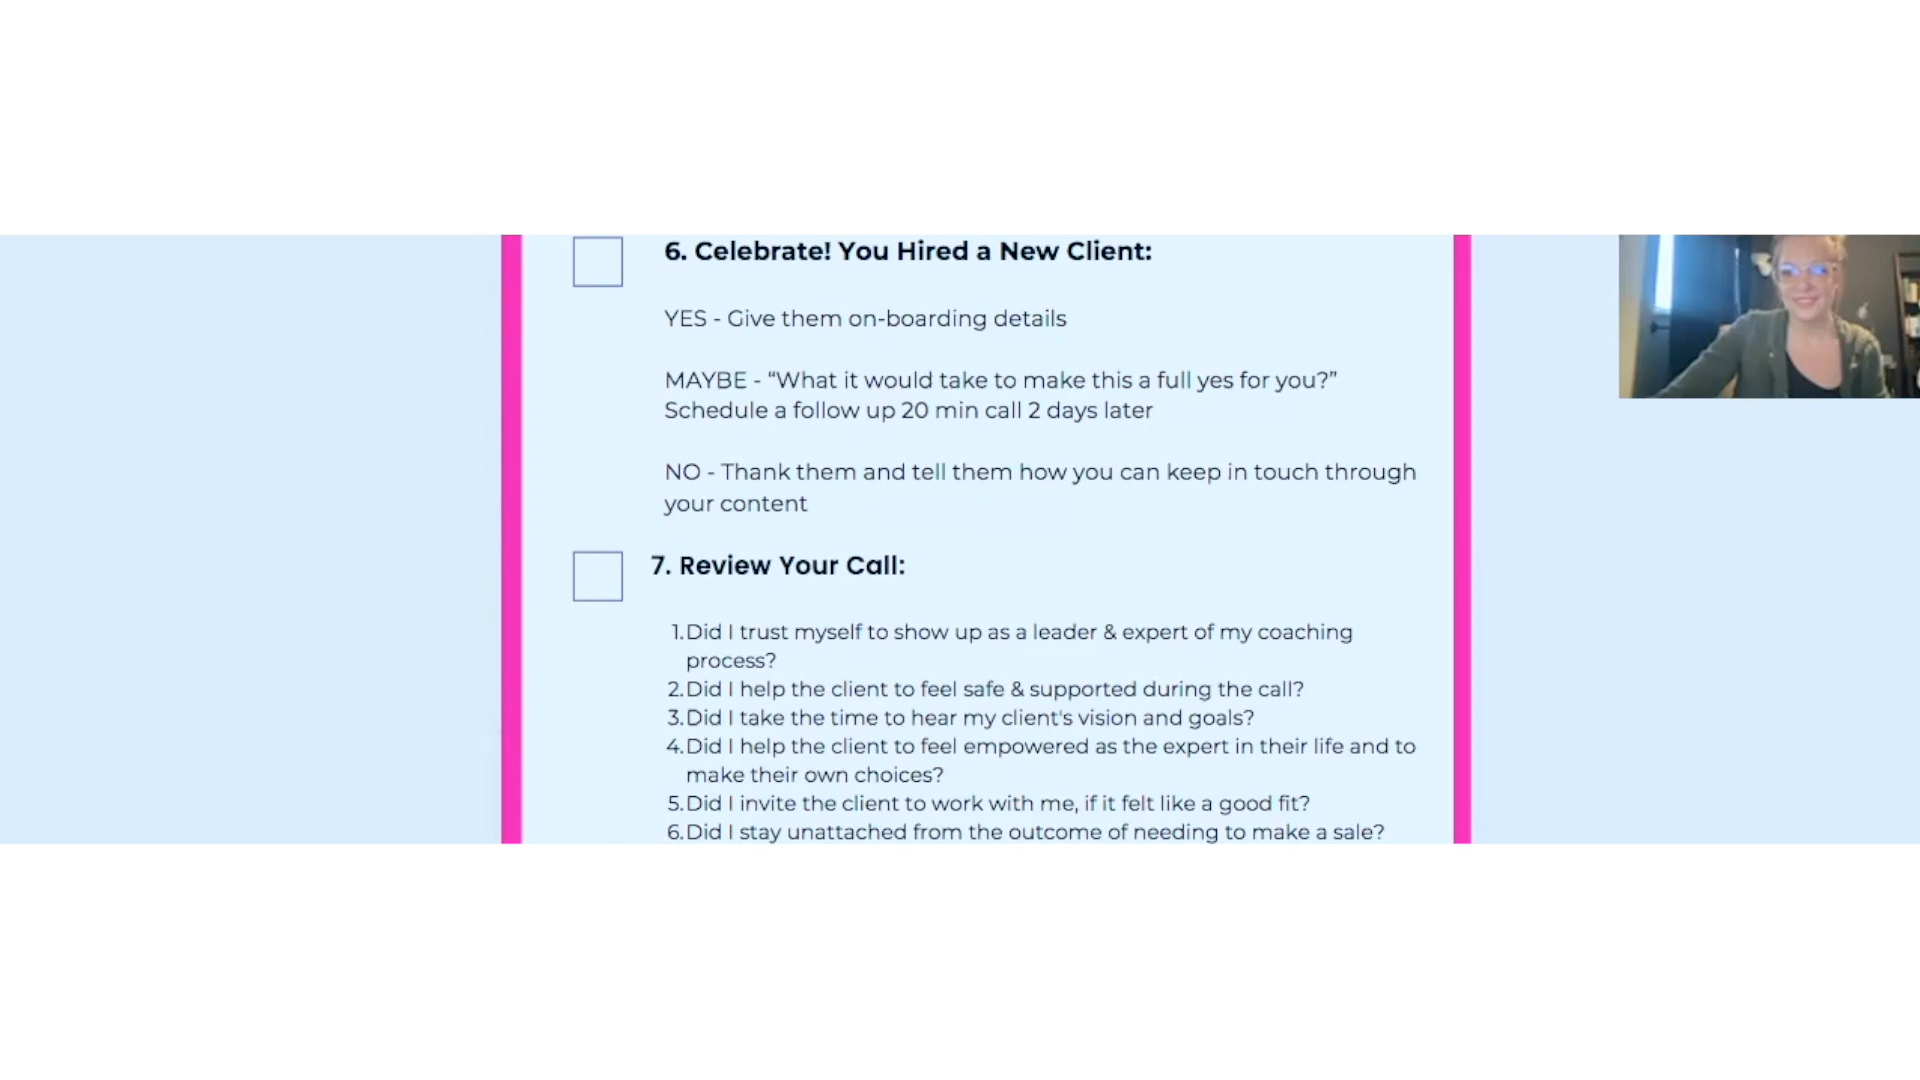 6. Celebrate! You Hired a New Client:
YES - Give them on-boarding details
MAYBE - “What it would take to make this a full yes for you?”
Schedule a follow up 20 min call 2 days later
NO - Thank them and tell them how you can keep in touch through
your content
7. Review Your Call:
1.Did I trust myself to show up as a leader & expert of my coaching
process?
2.Did I help the client to feel safe & supported during the call?
3.Did I take the time to hear my client's vision and goals?
4.Did I help the client to feel empowered as the expert in their life and to
make their own choices?
5.Did I invite the client to work with me, if it felt like a good fit?
6.Did I stay unattached from the outcome of needing to make a sale?